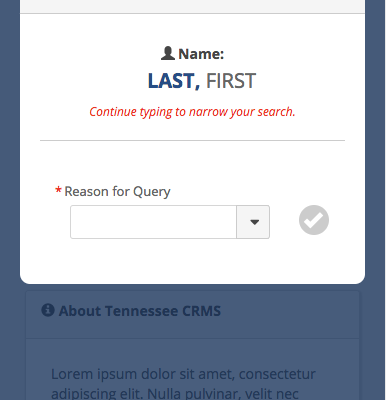 Name:
LAST, FIRST
Continue typing to narrow your search.
* Reason for Query
About Tennessee CRMS
Lorem ipsum dolor sit amet, consectetur
adipiscing elit. Nulla pulvinar, velit nec